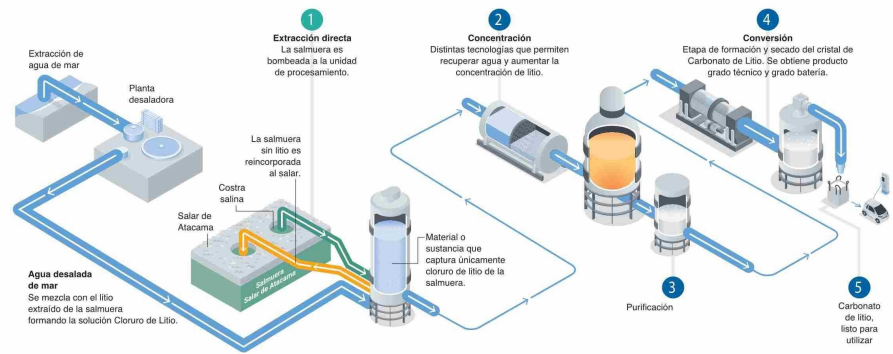 Extracción de
agua de mar
Planta
desaladora
1
Extracción directa
La salmuera es
bombeada a la unidad
de procesamiento.
La salmuera
sin litio es
reincorporada
al salar.
Costra
salina
Salar de
Atacama
Salmuera
Salar de Atacama
Agua desalada
de mar
Se mezcla con el litio
extraído de la salmuera
formando la solución Cloruro de Litio.
Material o
sustancia que
captura únicamente
cloruro de litio de la
salmuera.
2
Concentración
Distintas tecnologías que permiten
recuperar agua y aumentar la
concentración de litio.
3
Purificación
4
Conversión
Etapa de formación y secado del cristal de
Carbonato de Litio. Se obtiene producto
grado técnico y grado batería.
5
Carbonato
de litio,
listo para
utilizar